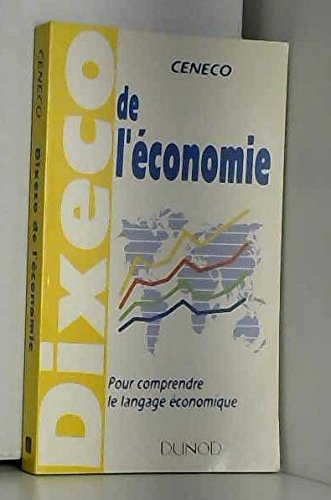 CENECO
Dixeco de l'économie
CENECO
Dixeco
de
l'économie
Pour comprendre
le langage économique
DUNOD